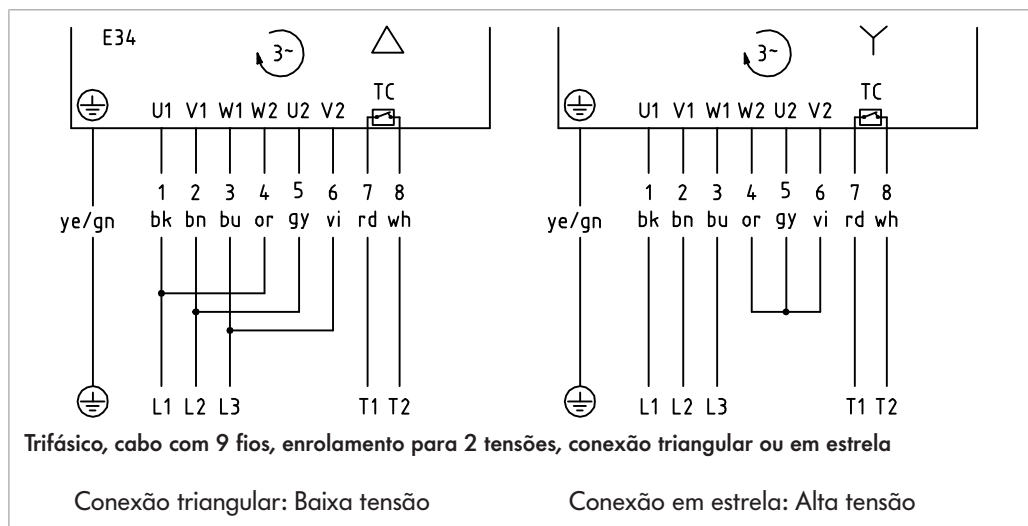 E34 3~ 3~
TC TC
U1 V1 W1 W2 U2 V2 U1 V1 W1 W2 U2 V2
1 2 3 4 5 6 7 8 1 2 3 4 5 6 7 8
ye/gn bk bn bu or gy vi rd wh ye/gn bk bn bu or gy vi rd wh
L1 L2 L3 T1 T2 L1 L2 L3 T1 T2
Trifásico, cabo com 9 fios, enrolamento para 2 tensões, conexão triangular ou em estrela
Conexão triangular: Baixa tensão Conexão em estrela: Alta tensão